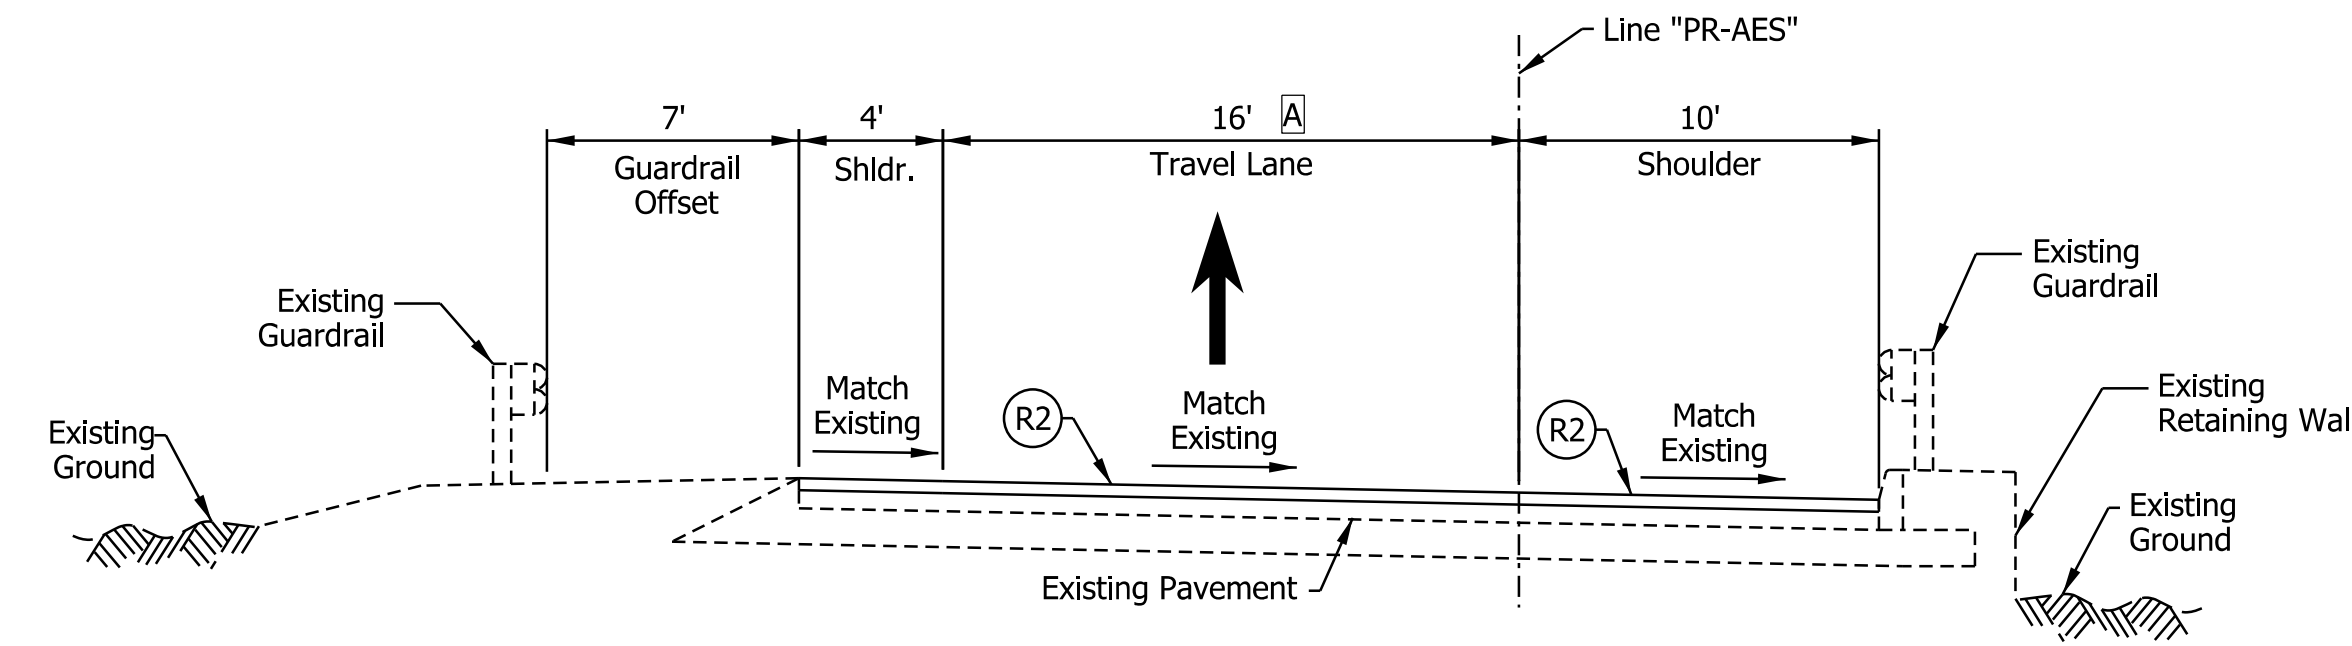 Line "PR-AES"
7'
4'
16' A
10'
Guardrail
Offset
Shldr.
Travel Lane
Shoulder
Existing
Guardrail
Existing
Guardrail
Match
Existing
R2
Match
Existing
R2
Match
Existing
Existing
Retaining Wal
Existing
Ground
Existing
Ground
Existing Pavement